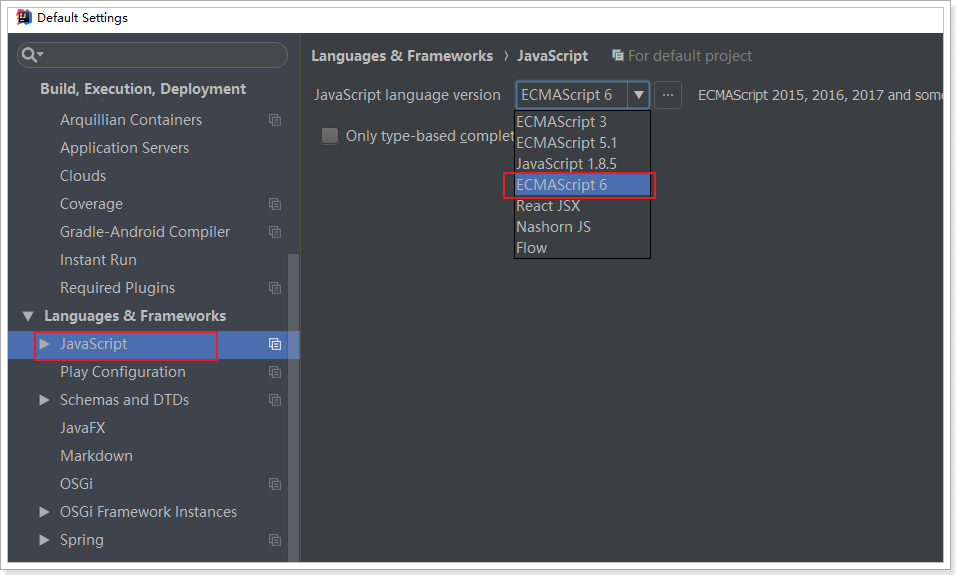 Default Settings
Build, Execution, Deployment
Arquillian Containers
Application Servers
Clouds
Coverage
Gradle-Android Compiler
Instant Run
Required Plugins
Languages & Frameworks
JavaScript
Play Configuration
Schemas and DTDs
JavaFX
Markdown
OSGi
OSGi Framework Instances
Spring
Languages & Frameworks › JavaScript For default project
JavaScript language version ECMAScript 6 ... ECMAScript 2015, 2016, 2017 and some
Only type-based complet
ECMAScript 3
ECMAScript 5.1
JavaScript 1.8.5
ECMAScript 6
React JSX
Nashorn JS
Flow